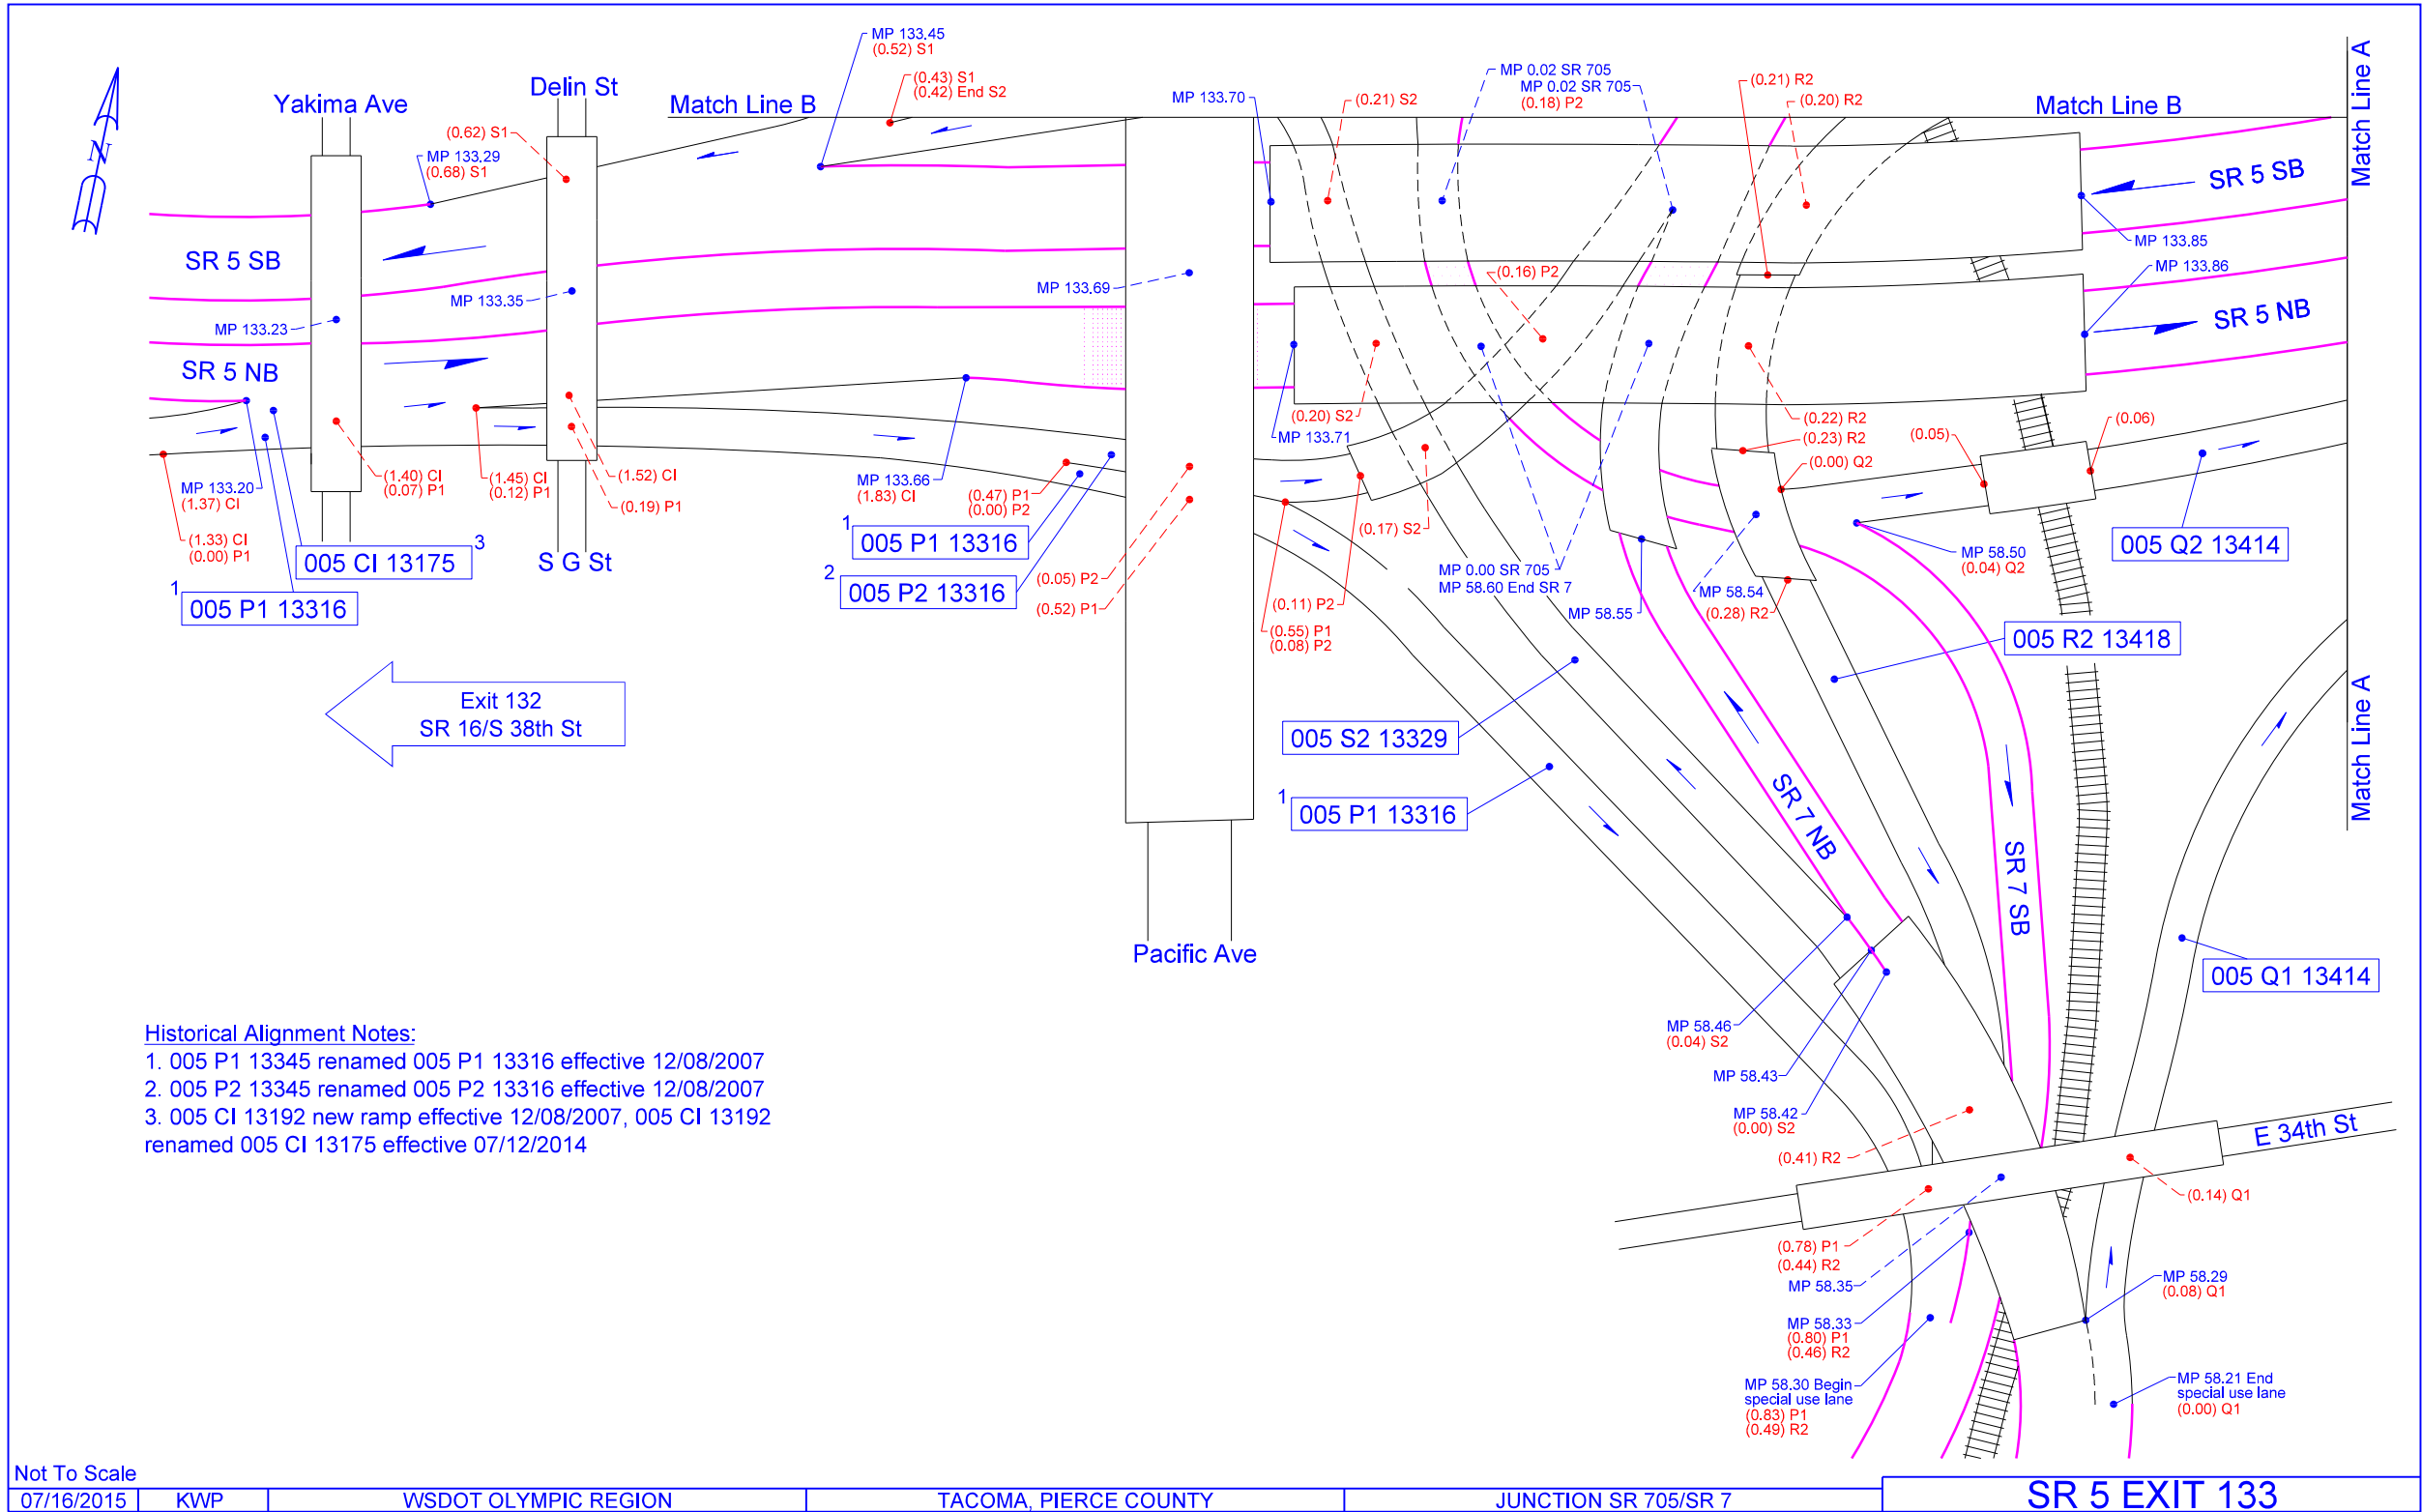 MP 133.45
(0.52) S1
(0.43) S1
(0.42) End S2
Yakima Ave
Delin St
Match Line B
MP 133.70
(0.21) S2
MP 0.02 SR 705
MP 0.02 SR 705
(0.18) P2
(0.21) R2
(0.20) R2
Match Line B
Match Line A
N
(0.62) S1
MP 133.29
(0.68) S1
SR 5 SB
SR 5 SB
MP 133.85
MP 133.86
MP 133.23
MP 133.35
MP 133.69
(0.16) P2
SR 5 NB
SR 5 NB
(0.20) S2
MP 133.71
(0.22) R2
(0.23) R2
(0.00) Q2
(0.05)
(0.06)
MP 133.20
(1.37) CI
(1.40) CI
(0.07) P1
(1.45) CI
(0.12) P1
(1.52) CI
(0.19) P1
MP 133.66
(1.83) CI
(0.47) P1
(0.00) P2
(0.17) S2
(1.33) CI
(0.00) P1
005 CI 13175
3
S G St
1
005 P1 13316
2
005 P2 13316
1
005 P1 13316
(0.05) P2
(0.52) P1
(0.11) P2
(0.55) P1
(0.08) P2
MP 0.00 SR 705
MP 58.60 End SR 7
MP 58.55
MP 58.54
(0.28) R2
MP 58.50
(0.04) Q2
005 Q2 13414
005 R2 13418
Exit 132
SR 16/S 38th St
005 S2 13329
1
005 P1 13316
SR 7 NB
SR 7 SB
Match Line A
Pacific Ave
005 Q1 13414
MP 58.46
(0.04) S2
MP 58.43
MP 58.42
(0.00) S2
(0.41) R2
E 34th St
(0.14) Q1
(0.78) P1
(0.44) R2
MP 58.35
MP 58.33
(0.80) P1
(0.46) R2
MP 58.29
(0.08) Q1
MP 58.30 Begin
special use lane
(0.83) P1
(0.49) R2
MP 58.21 End
special use lane
(0.00) Q1
Historical Alignment Notes:
1. 005 P1 13345 renamed 005 P1 13316 effective 12/08/2007
2. 005 P2 13345 renamed 005 P2 13316 effective 12/08/2007
3. 005 CI 13192 new ramp effective 12/08/2007, 005 CI 13192
renamed 005 CI 13175 effective 07/12/2014
Not To Scale
07/16/2015
KWP
WSDOT OLYMPIC REGION
TACOMA, PIERCE COUNTY
JUNCTION SR 705/SR 7
SR 5 EXIT 133